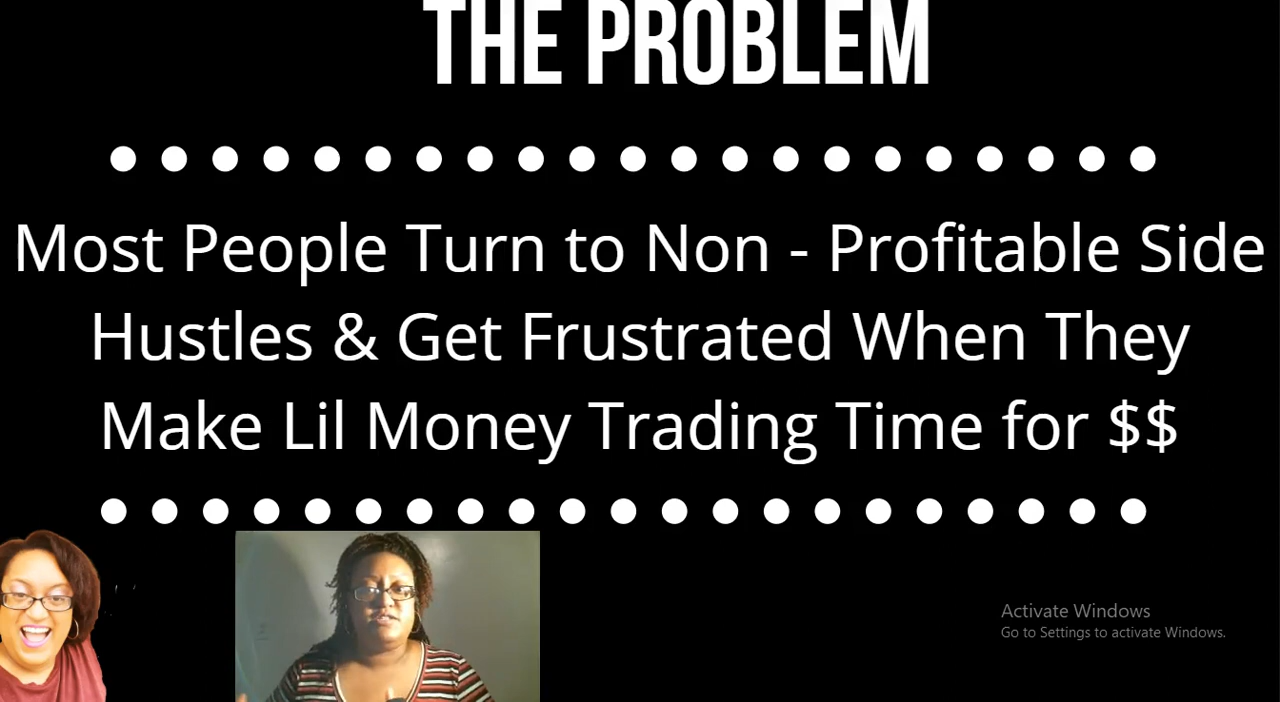 THE PROBLEM
Most People Turn to Non - Profitable Side
Hustles & Get Frustrated When They
Make Lil Money Trading Time for $$
Activate Windows
Go to Settings to activate Windows.